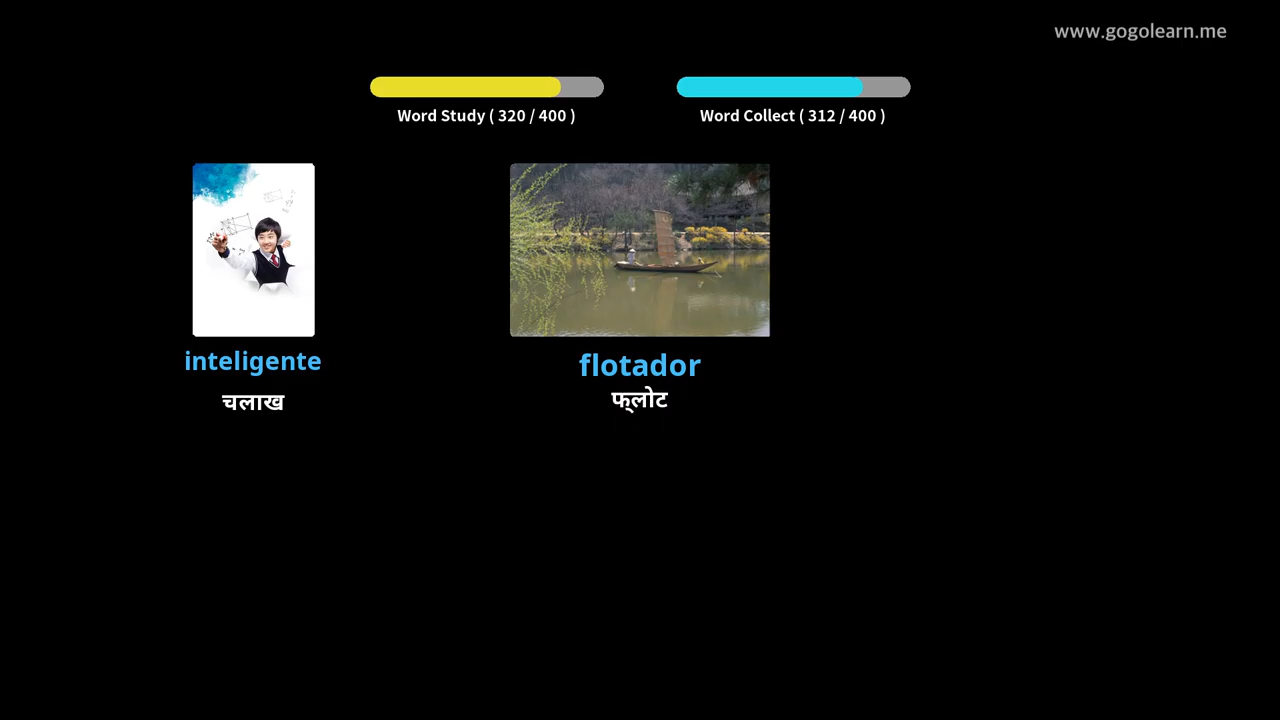 www.gogolearn.me
Word Study ( 320 / 400 )
Word Collect ( 312 / 400 )
inteligente
चलाख
flotador
फ्लोट